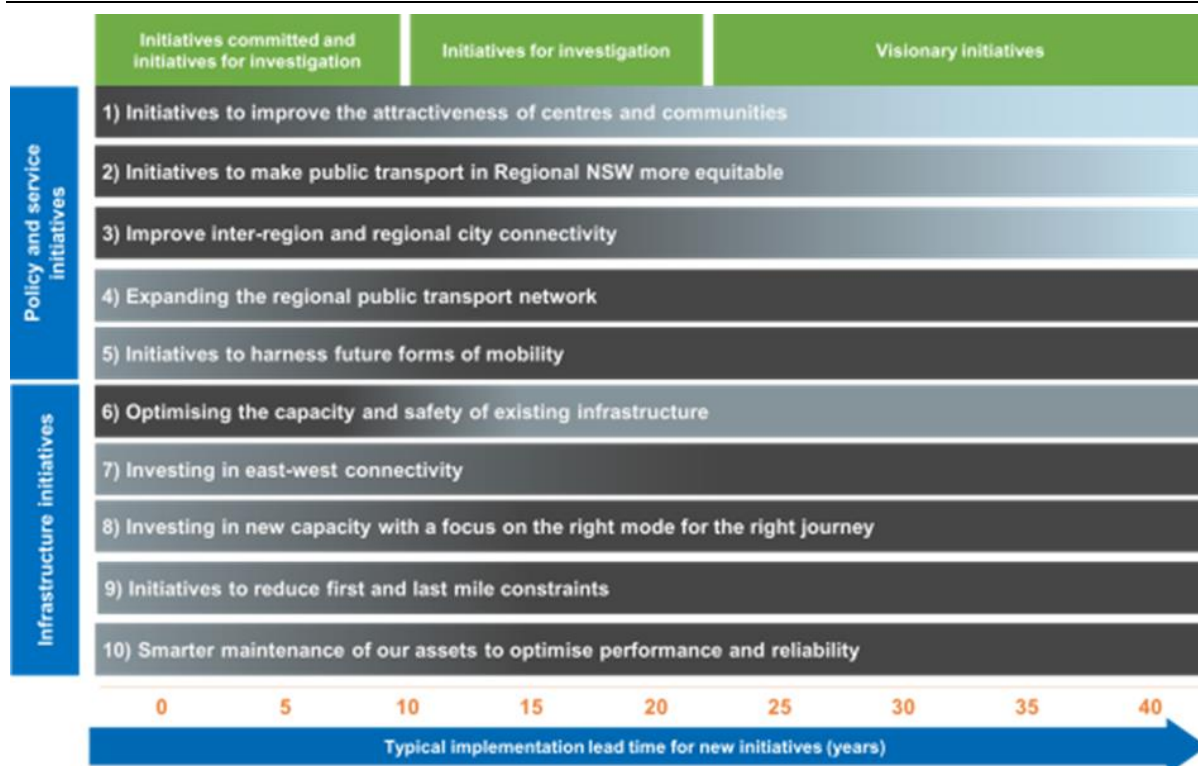 Initiatives committed and
initiatives for investigation
Initiatives for investigation
Visionary initiatives
Policy and service
initiatives
1) Initiatives to improve the attractiveness of centres and communities
2) Initiatives to make public transport in Regional NSW more equitable
3) Improve inter-region and regional city connectivity
4) Expanding the regional public transport network
5) Initiatives to harness future forms of mobility
Infrastructure initiatives
6) Optimising the capacity and safety of existing infrastructure
7) Investing in east-west connectivity
8) Investing in new capacity with a focus on the right mode for the right journey
9) Initiatives to reduce first and last mile constraints
10) Smarter maintenance of our assets to optimise performance and reliability
0 5 10 15 20 25 30 35 40
Typical implementation lead time for new initiatives (years)